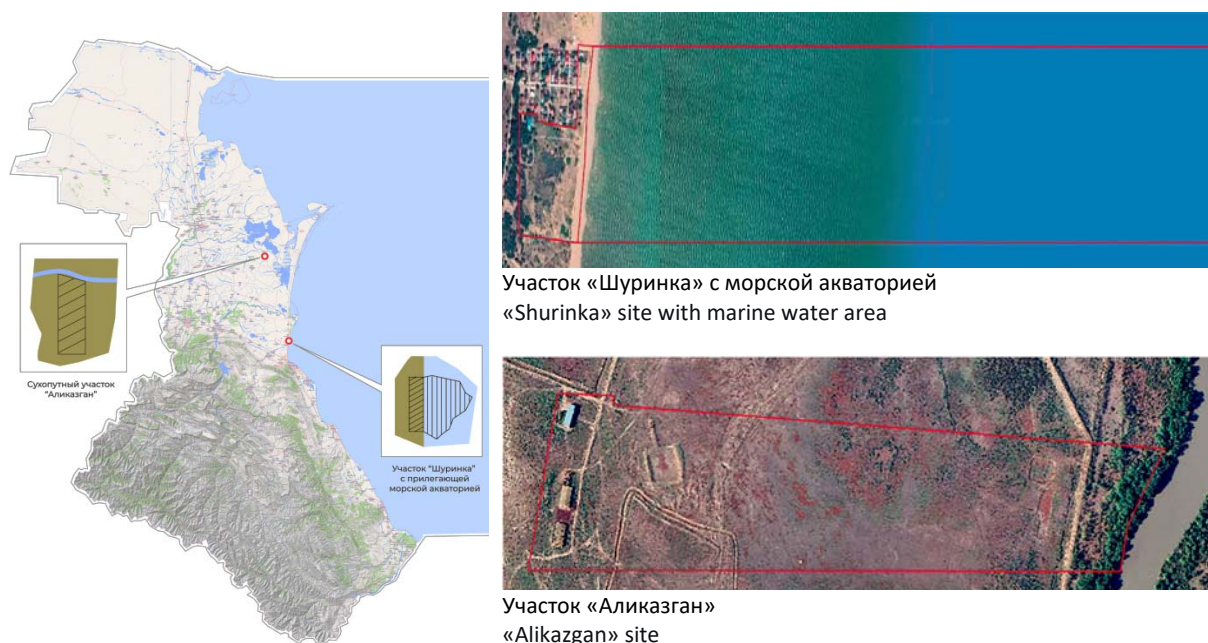 Сухопутный участок
"Аликазган"
Участок "Шуринка"
с прилегающей
морской акваторией
Участок «Шуринка» с морской акваторией
«Shurinka» site with marine water area
Участок «Аликазган»
«Alikazgan» site